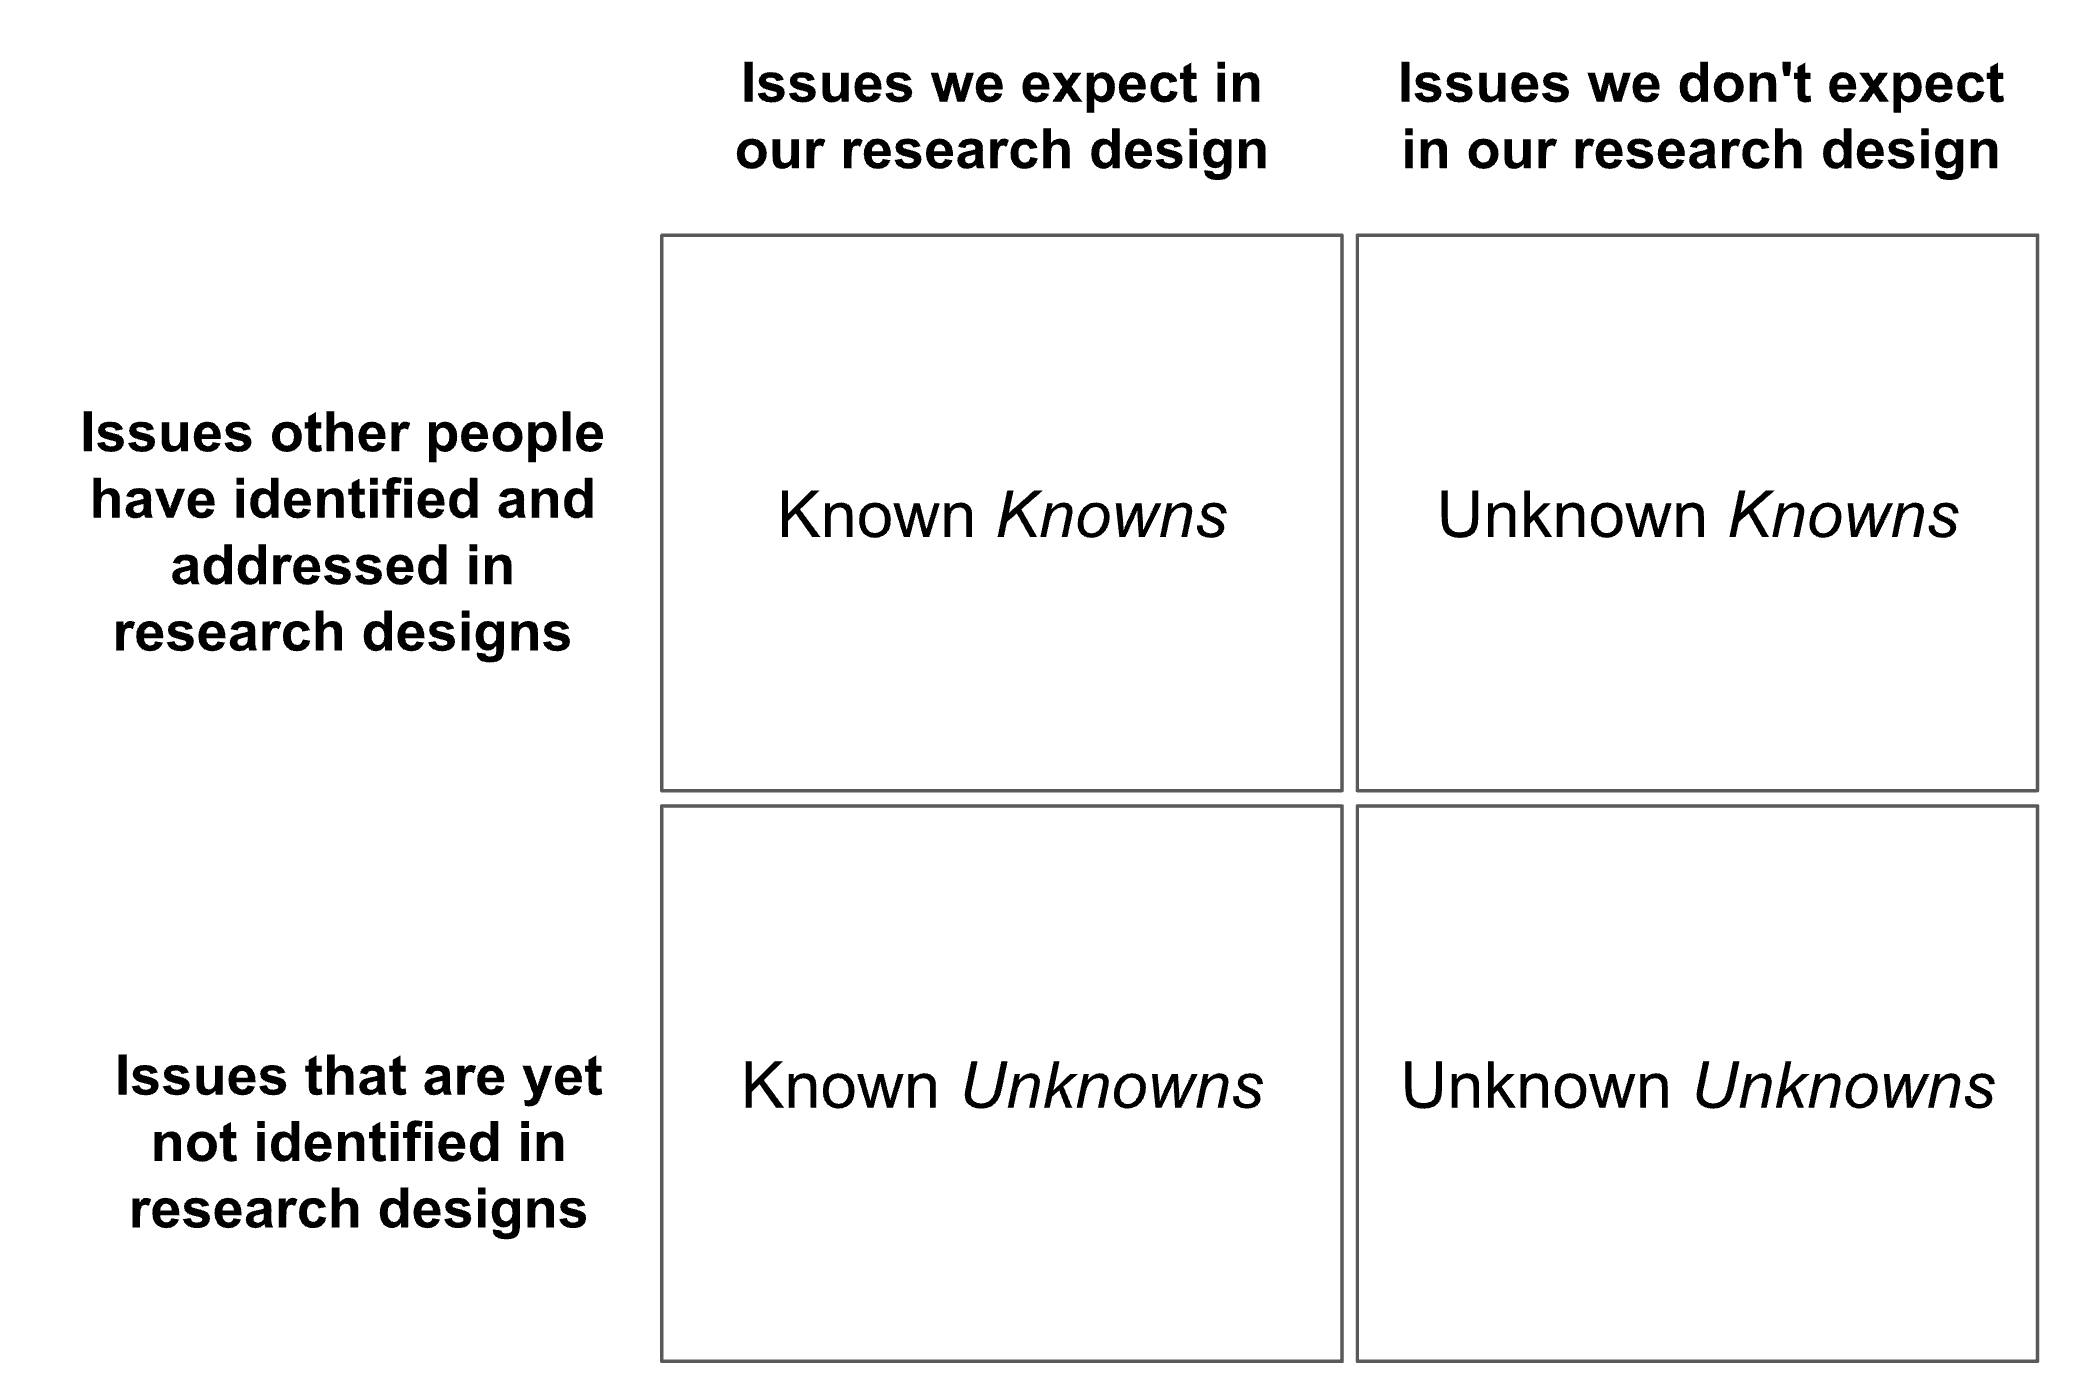 Issues we expect in
our research design
Issues we don't expect
in our research design
Issues other people
have identified and
addressed in
research designs
Known Knowns
Unknown Knowns
Issues that are yet
not identified in
research designs
Known Unknowns
Unknown Unknowns